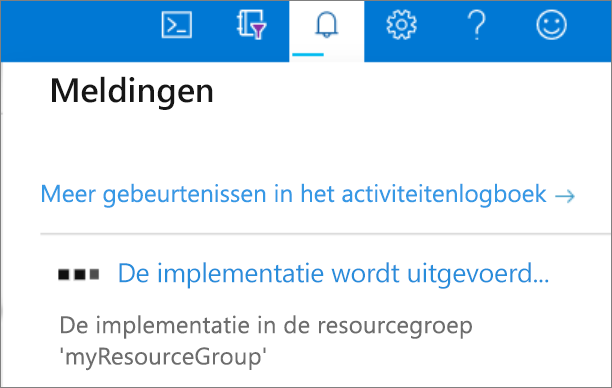 Meldingen
Meer gebeurtenissen in het activiteitenlogboek →
De implementatie wordt uitgevoerd...
De implementatie in de resourcegroep
'myResourceGroup'